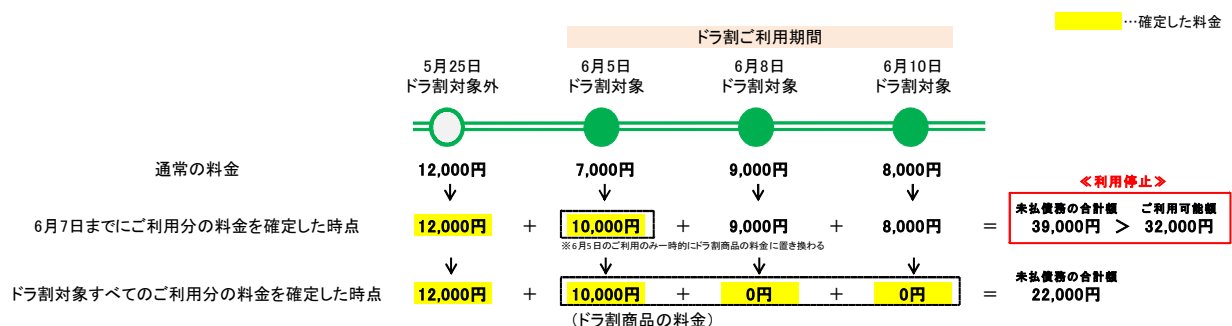 …確定した料金
ドラ割ご利用期間
5月25日 6月5日 6月8日 6月10日
ドラ割対象外 ドラ割対象 ドラ割対象 ドラ割対象
通常の料金 12,000円 7,000円 9,000円 8,000円
≪利用停止≫
未払債務の合計額 ご利用可能額
6月7日までにご利用分の料金を確定した時点 12,000円 + 10,000円 + 9,000円 + 8,000円 = 39,000円 > 32,000円
※6月5日のご利用のみ一時的にドラ割商品の料金に置き換わる
未払債務の合計額
ドラ割対象すべてのご利用分の料金を確定した時点 12,000円 + 10,000円 + 0円 + 0円 = 22,000円
(ドラ割商品の料金)